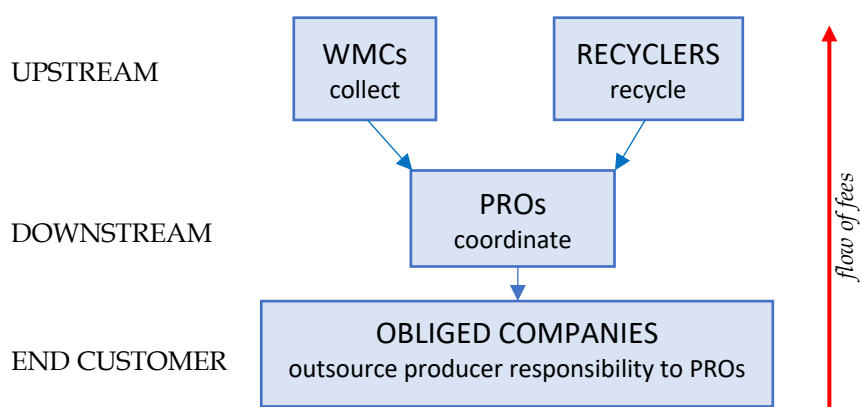 UPSTREAM
WMCs
collect
RECYCLERS
recycle
DOWNSTREAM
PROs
coordinate
END CUSTOMER
OBLIGED COMPANIES
outsource producer responsibility to PROs
flow of fees